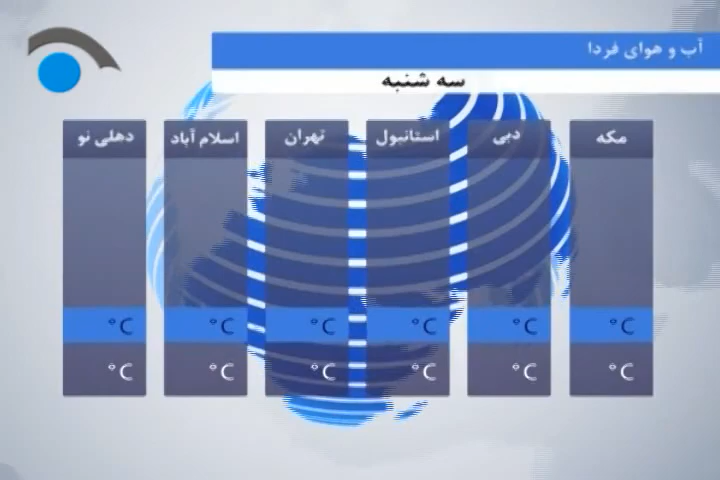 آب و هوای فردا
سه شنبه
مکه
دبی
استانبول
تهران
اسلام آباد
دهلی نو
°C °C °C °C °C °C
°C °C °C °C °C °C